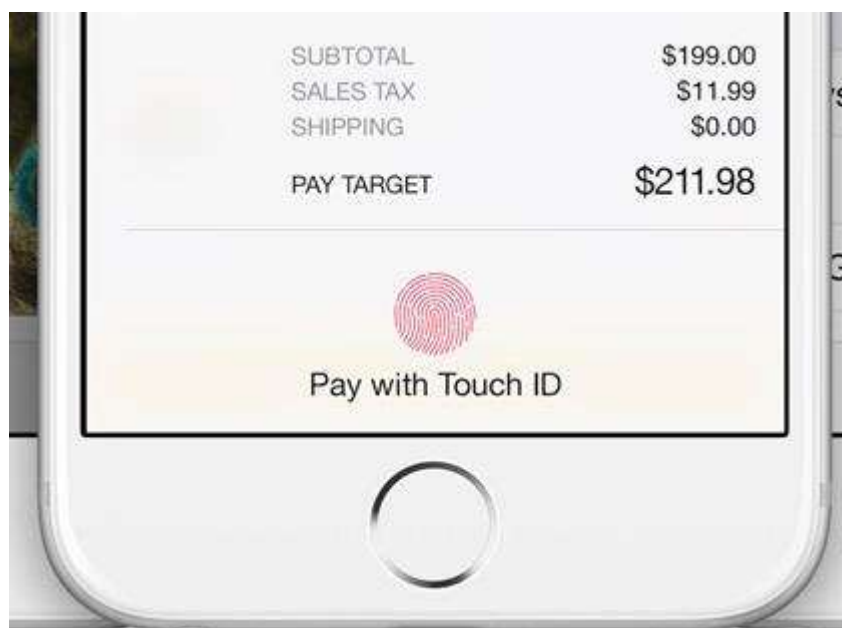 SUBTOTAL $199.00
SALES TAX $11.99
SHIPPING $0.00
PAY TARGET $211.98
Pay with Touch ID